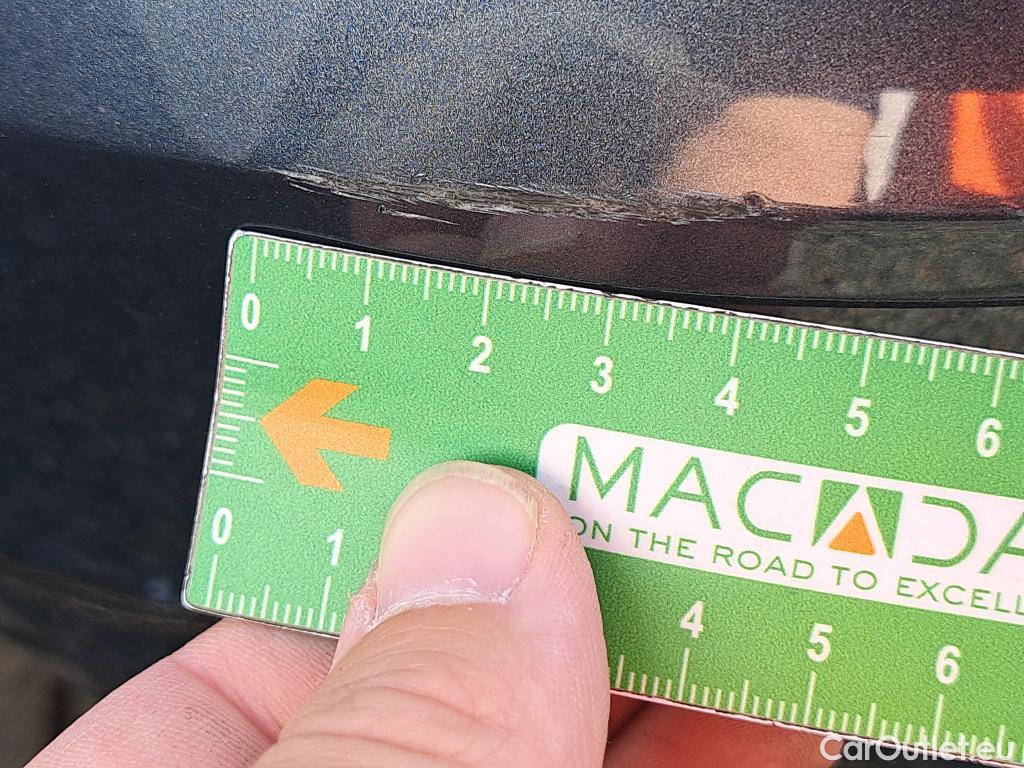 0 1 2 3 4 5 6
MACADA
ON THE ROAD TO EXCELL
0 1 4 5 6
CarOutlet.eu